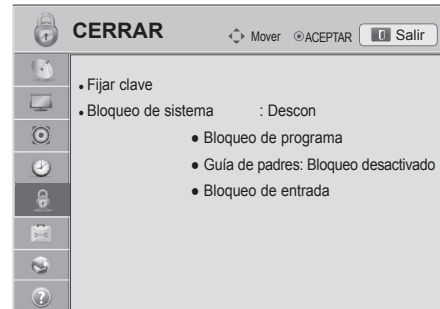 CERRAR
Mover ACEPTAR Salir
• Fijar clave
• Bloqueo de sistema : Descon
● Bloqueo de programa
● Guía de padres: Bloqueo desactivado
● Bloqueo de entrada